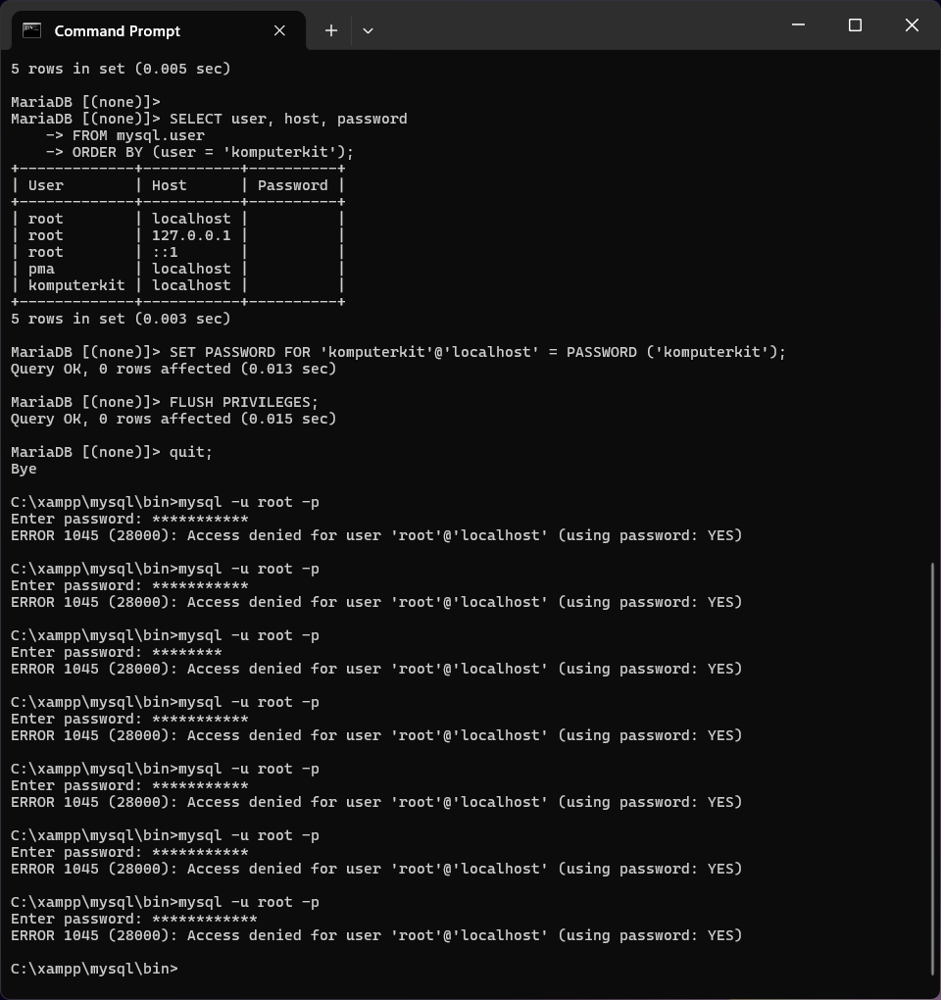 Command Prompt
5 rows in set (0.005 sec)
MariaDB [(none)]>
MariaDB [(none)]> SELECT user, host, password
    -> FROM mysql.user
    -> ORDER BY (user = 'komputerkit');
+-------------+-----------+----------+
| User        | Host      | Password |
+-------------+-----------+----------+
| root        | localhost |          |
| root        | 127.0.0.1 |          |
| root        | ::1       |          |
| pma         | localhost |          |
| komputerkit | localhost |          |
+-------------+-----------+----------+
5 rows in set (0.003 sec)
MariaDB [(none)]> SET PASSWORD FOR 'komputerkit'@'localhost' = PASSWORD ('komputerkit');
Query OK, 0 rows affected (0.013 sec)
MariaDB [(none)]> FLUSH PRIVILEGES;
Query OK, 0 rows affected (0.015 sec)
MariaDB [(none)]> quit;
Bye
C:\xampp\mysql\bin>mysql -u root -p
Enter password: ***********
ERROR 1045 (28000): Access denied for user 'root'@'localhost' (using password: YES)
C:\xampp\mysql\bin>mysql -u root -p
Enter password: ***********
ERROR 1045 (28000): Access denied for user 'root'@'localhost' (using password: YES)
C:\xampp\mysql\bin>mysql -u root -p
Enter password: ********
ERROR 1045 (28000): Access denied for user 'root'@'localhost' (using password: YES)
C:\xampp\mysql\bin>mysql -u root -p
Enter password: ***********
ERROR 1045 (28000): Access denied for user 'root'@'localhost' (using password: YES)
C:\xampp\mysql\bin>mysql -u root -p
Enter password: ***********
ERROR 1045 (28000): Access denied for user 'root'@'localhost' (using password: YES)
C:\xampp\mysql\bin>mysql -u root -p
Enter password: ***********
ERROR 1045 (28000): Access denied for user 'root'@'localhost' (using password: YES)
C:\xampp\mysql\bin>mysql -u root -p
Enter password: ************
ERROR 1045 (28000): Access denied for user 'root'@'localhost' (using password: YES)
C:\xampp\mysql\bin>